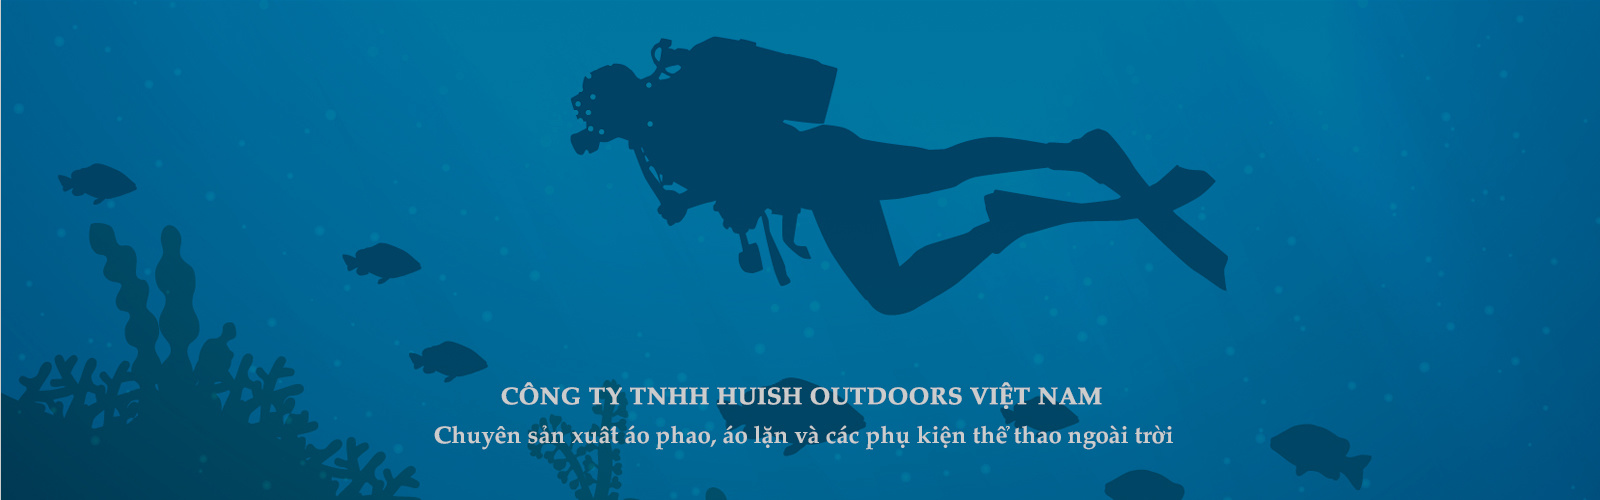 CÔNG TY TNHH HUISH OUTDOORS VIỆT NAM
Chuyên sản xuất áo phao, áo lặn và các phụ kiện thể thao ngoài trời